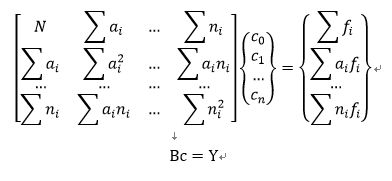 [N ∑a_i … ∑n_i] {c_0} = {∑f_i}
[∑a_i ∑a_i^2 … ∑a_i n_i] {c_1} = {∑a_i f_i}
[… … … …] {…} = {…}
[∑n_i ∑a_i n_i … ∑n_i^2] {c_n} = {∑n_i f_i} ↵
↓
Bc = Y↵